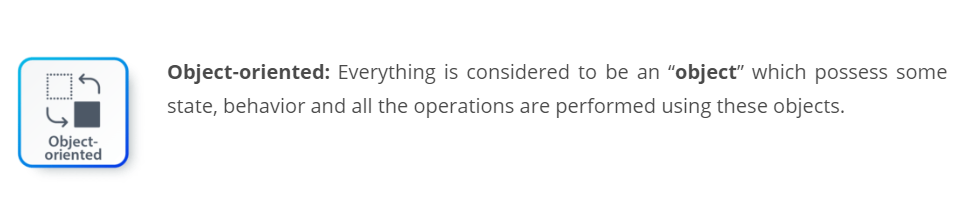 Object-
oriented
Object-oriented: Everything is considered to be an “object” which possess some
state, behavior and all the operations are performed using these objects.